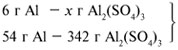 6 г Al – x г Al₂(SO₄)₃
54 г Al – 342 г Al₂(SO₄)₃